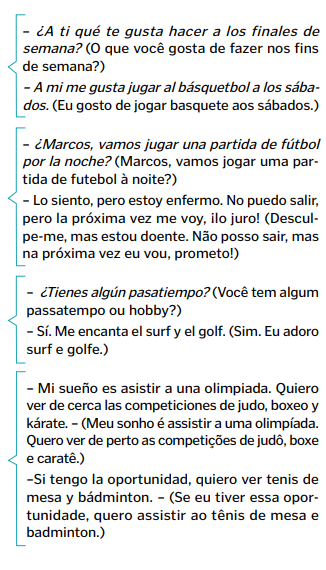 – ¿A ti qué te gusta hacer a los finales de
semana? (O que você gosta de fazer nos fins
de semana?)
– A mi me gusta jugar al básquetbol a los sába-
dos. (Eu gosto de jogar basquete aos sábados.)
– ¿Marcos, vamos jugar una partida de fútbol
por la noche? (Marcos, vamos jogar uma par-
tida de futebol à noite?)
– Lo siento, pero estoy enfermo. No puedo salir,
pero la próxima vez me voy, ¡lo juro! (Descul-
pe-me, mas estou doente. Não posso sair, mas
na próxima vez eu vou, prometo!)
– ¿Tienes algún pasatiempo? (Você tem algum
passatempo ou hobby?)
– Sí. Me encanta el surf y el golf. (Sim. Eu adoro
surf e golfe.)
– Mi sueño es asistir a una olimpiada. Quiero
ver de cerca las competiciones de judo, boxeo y
kárate. – (Meu sonho é assistir a uma olimpíada.
Quero ver de perto as competições de judô, boxe
e caratê.)
–Si tengo la oportunidad, quiero ver tenis de
mesa y bádminton. – (Se eu tiver essa opor-
tunidade, quero assistir ao tênis de mesa e
badminton.)